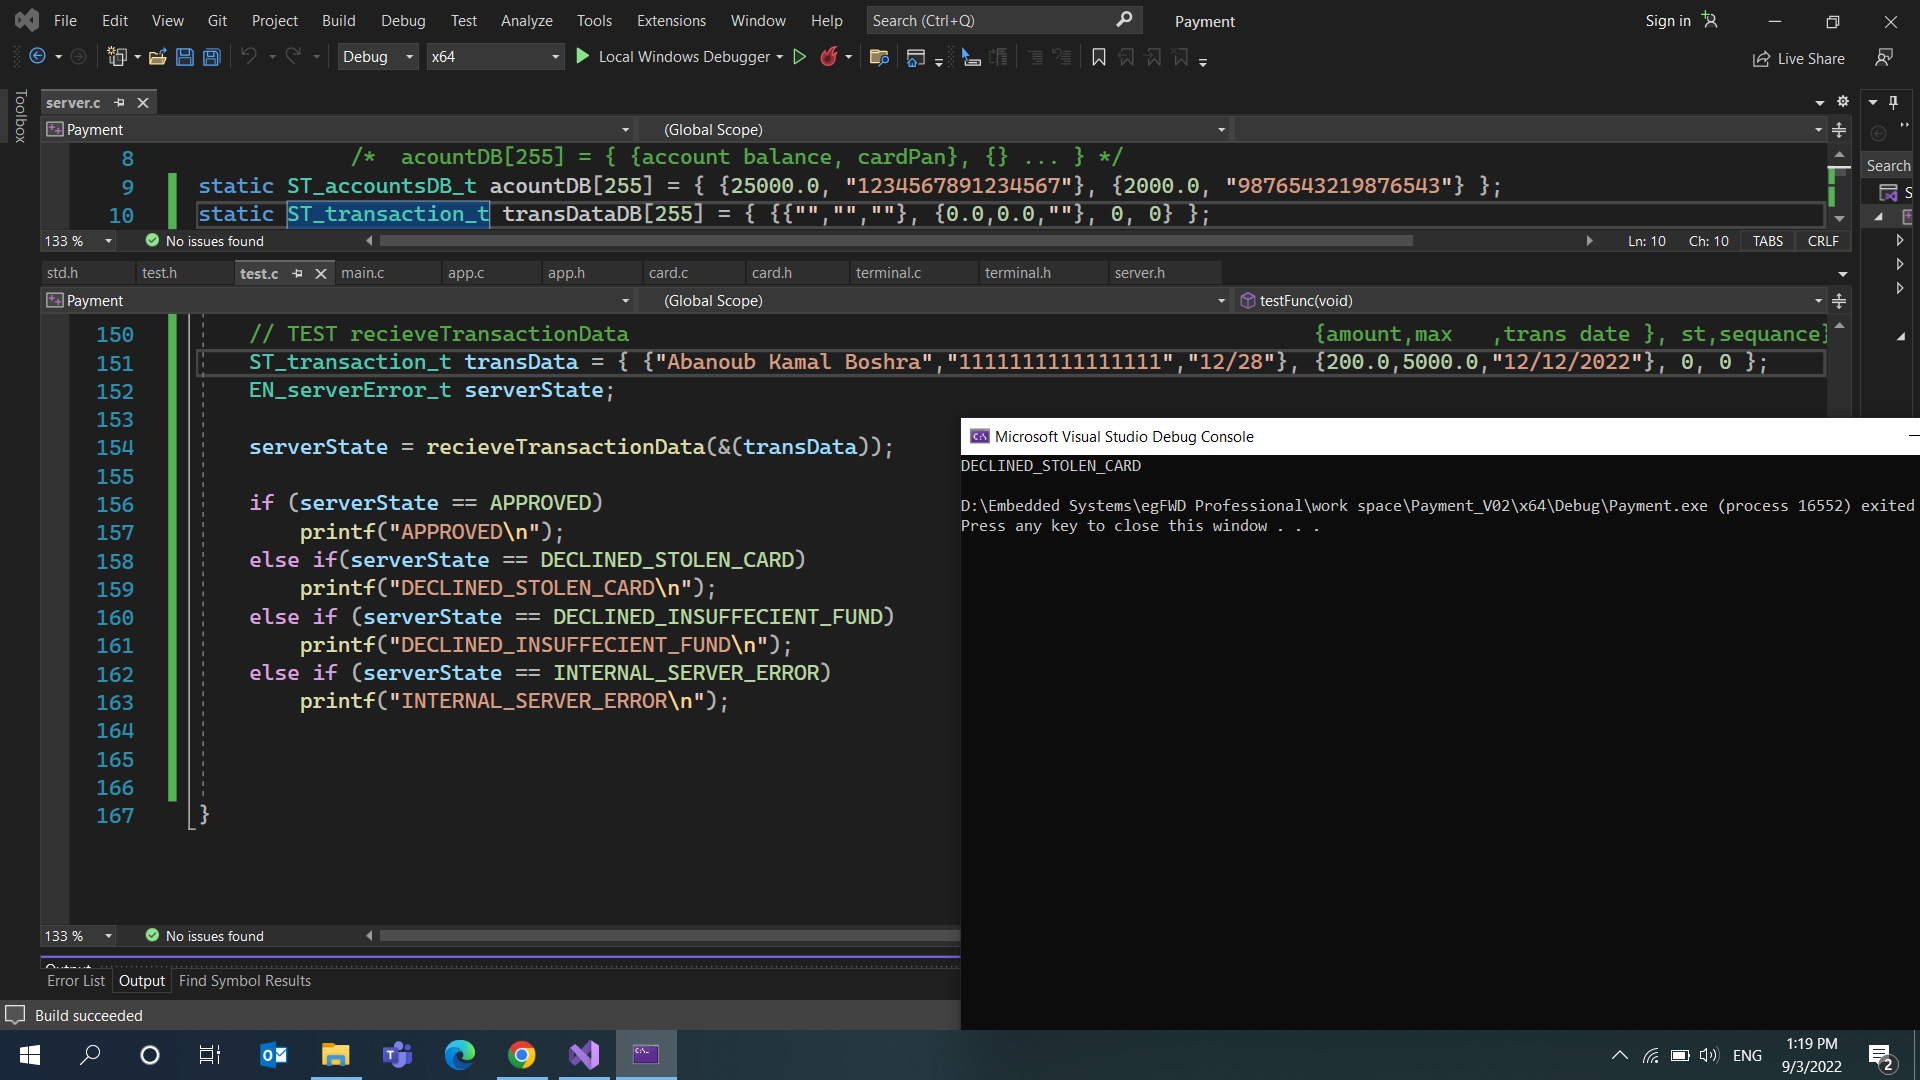 File Edit View Git Project Build Debug Test Analyze Tools Extensions Window Help Search (Ctrl+Q) Payment Sign in
Debug x64 Local Windows Debugger Live Share
Toolbox
server.c
Payment (Global Scope)
8 /* acountDB[255] = { {account balance, cardPan}, {} ... } */
9 static ST_accountsDB_t acountDB[255] = { {25000.0, "1234567891234567"}, {2000.0, "9876543219876543"} };
10 static ST_transaction_t transDataDB[255] = { {{"","",""}, {0.0,0.0,""}, 0, 0} };
133 % No issues found Ln: 10 Ch: 10 TABS CRLF
Search
S
std.h test.h test.c main.c app.c app.h card.c card.h terminal.c terminal.h server.h
Payment (Global Scope) testFunc(void)
150 // TEST recieveTransactionData {amount,max ,trans date }, st,sequance}
151 ST_transaction_t transData = { {"Abanoub Kamal Boshra","1111111111111111","12/28"}, {200.0,5000.0,"12/12/2022"}, 0, 0 };
152 EN_serverError_t serverState;
153
154 serverState = recieveTransactionData(&(transData));
155
156 if (serverState == APPROVED)
157 printf("APPROVED\n");
158 else if(serverState == DECLINED_STOLEN_CARD)
159 printf("DECLINED_STOLEN_CARD\n");
160 else if (serverState == DECLINED_INSUFFECIENT_FUND)
161 printf("DECLINED_INSUFFECIENT_FUND\n");
162 else if (serverState == INTERNAL_SERVER_ERROR)
163 printf("INTERNAL_SERVER_ERROR\n");
164
165
166
167 }
Microsoft Visual Studio Debug Console
DECLINED_STOLEN_CARD
D:\Embedded Systems\egFWD Professional\work space\Payment_V02\x64\Debug\Payment.exe (process 16552) exited
Press any key to close this window . . .
133 % No issues found
Output
Error List Output Find Symbol Results
Build succeeded
ENG 1:19 PM
9/3/2022
2